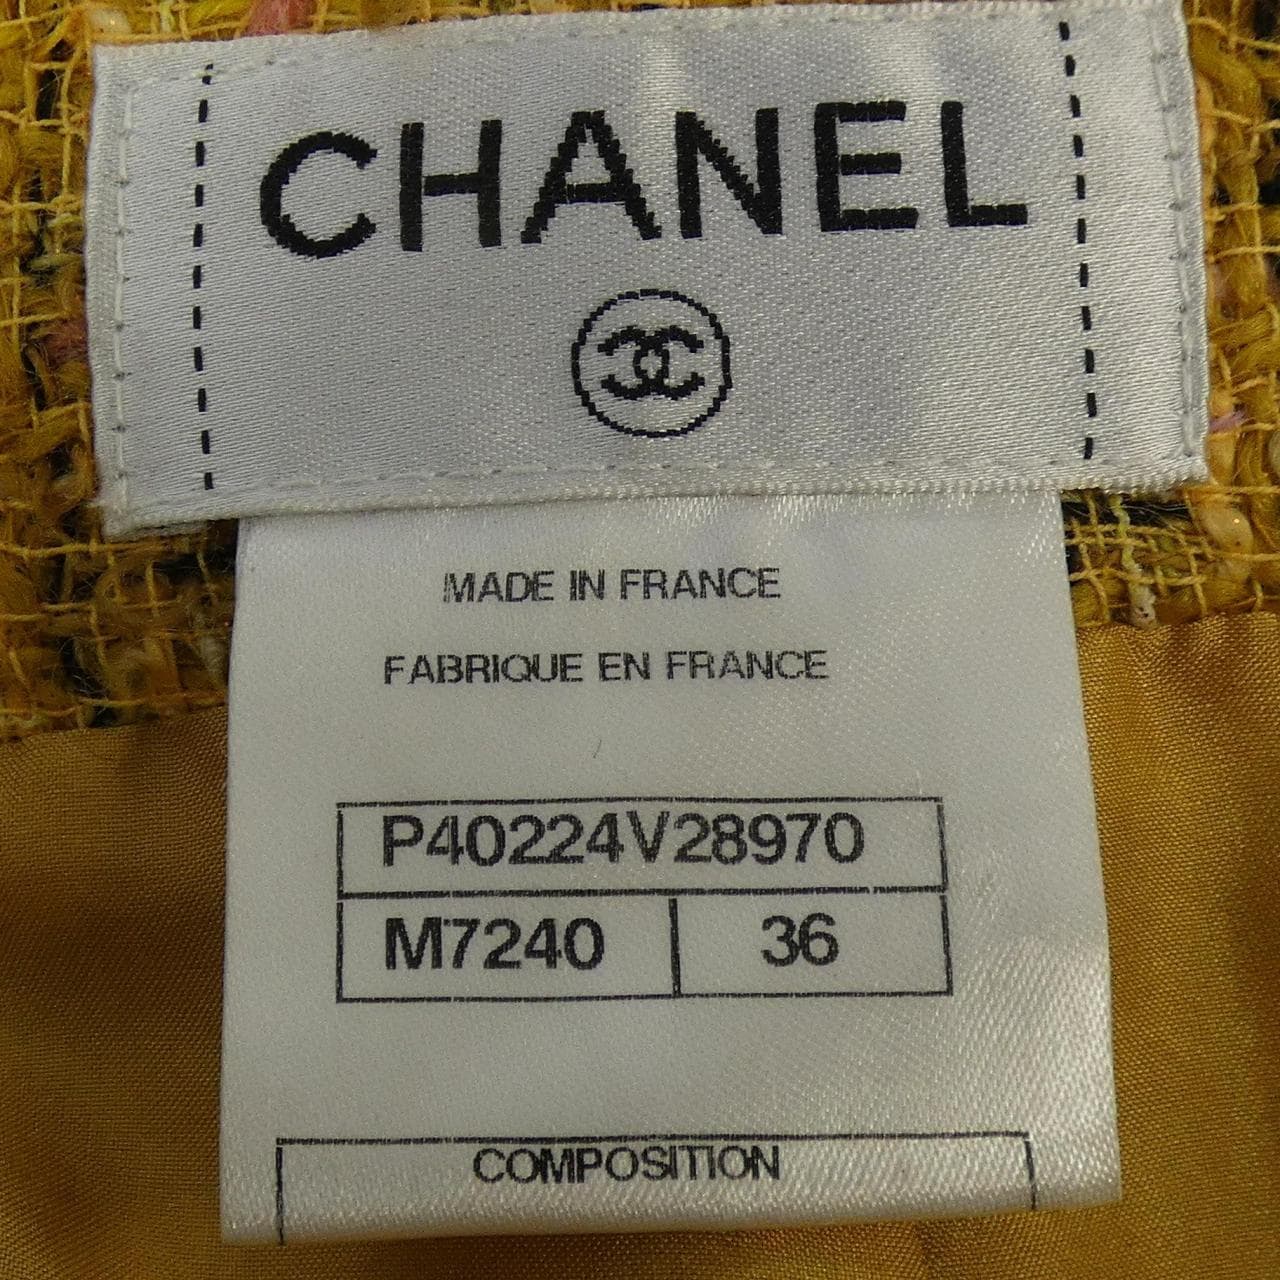 CHANEL
MADE IN FRANCE
FABRIQUE EN FRANCE
P40224V28970
M7240 36
COMPOSITION